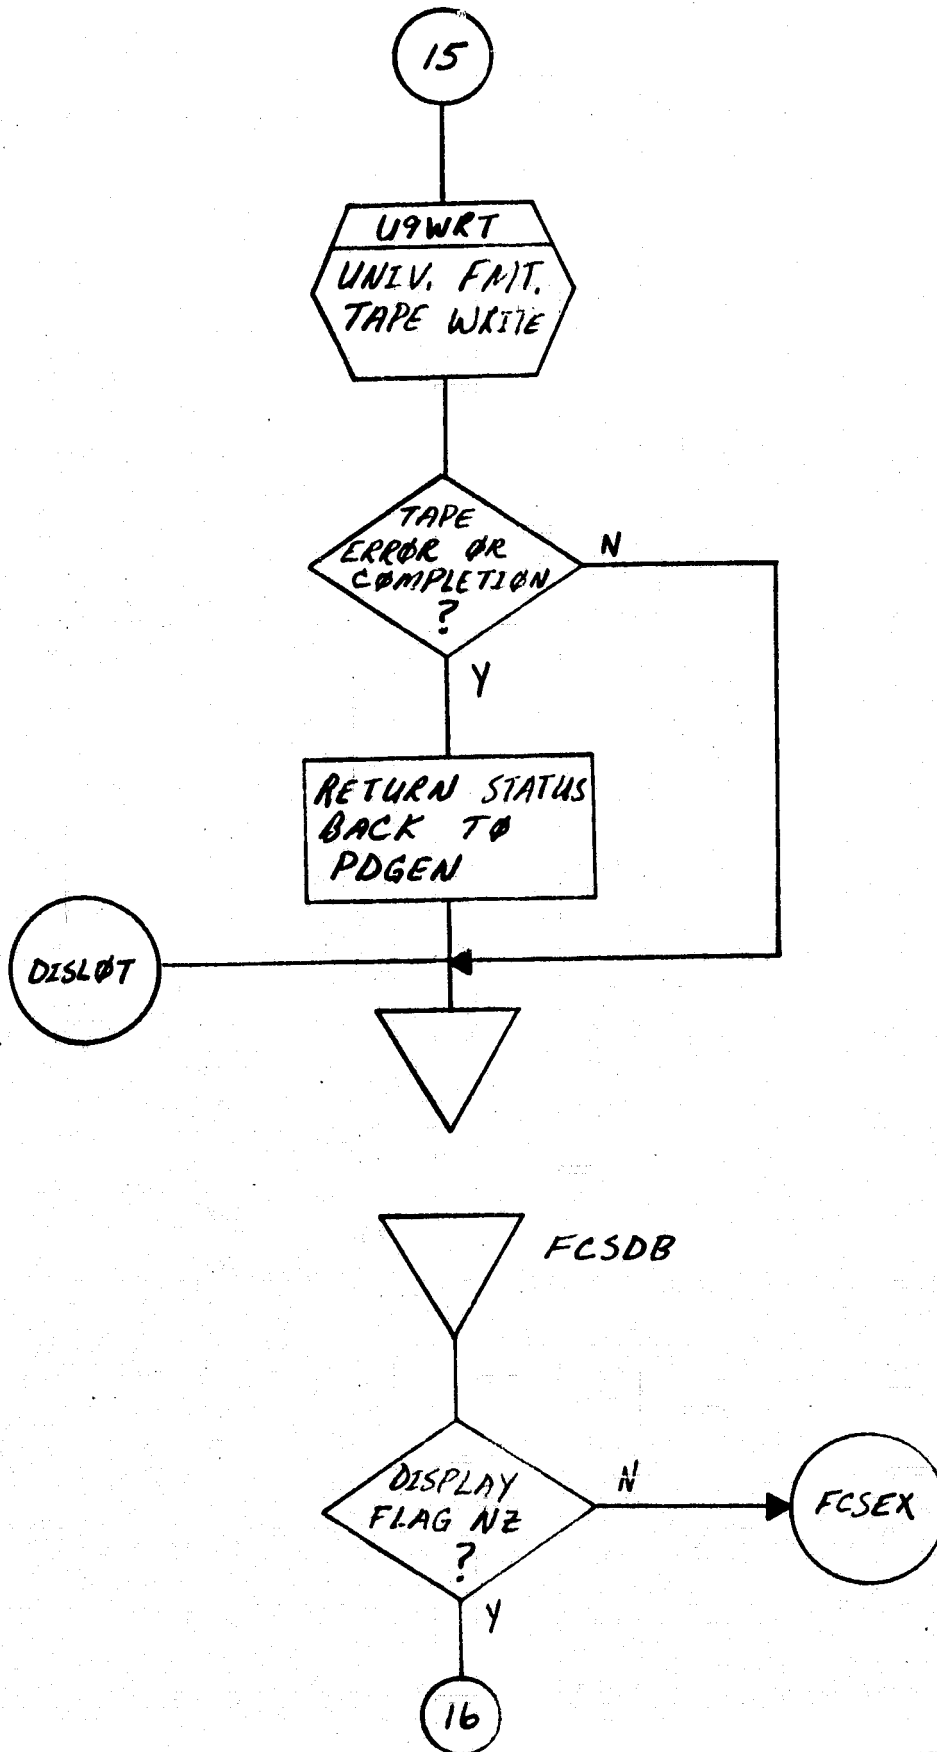 15
U9WRT
UNIV. FMT.
TAPE WRITE
TAPE
ERRØR ØR
CØMPLETIØN
?
N
Y
RETURN STATUS
BACK TØ
PDGEN
DISLØT
FCSDB
DISPLAY
FLAG NZ
?
N
FCSEX
Y
16